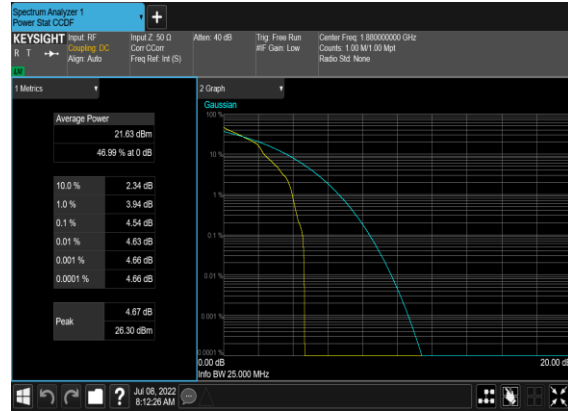 Spectrum Analyzer 1
Power Stat CCDF
KEYSIGHT
R T
Input: RF
Coupling: DC
Align: Auto
Input Z: 50 Ω
Corr CCorr
Freq Ref: Int (S)
Atten: 40 dB
Trig: Free Run
#IF Gain: Low
Center Freq: 1.880000000 GHz
Counts: 1.00 M/1.00 Mpt
Radio Std: None
1 Metrics
Average Power
21.63 dBm
46.99 % at 0 dB
10.0 % 2.34 dB
1.0 % 3.94 dB
0.1 % 4.54 dB
0.01 % 4.63 dB
0.001 % 4.66 dB
0.0001 % 4.66 dB
Peak
4.67 dB
26.30 dBm
2 Graph
Gaussian
100 %
10 %
1 %
0.1 %
0.01 %
0.001 %
0.0001 %
0.00 dB
20.00 dB
Info BW 25.000 MHz
?
Jul 08, 2022
8:12:26 AM